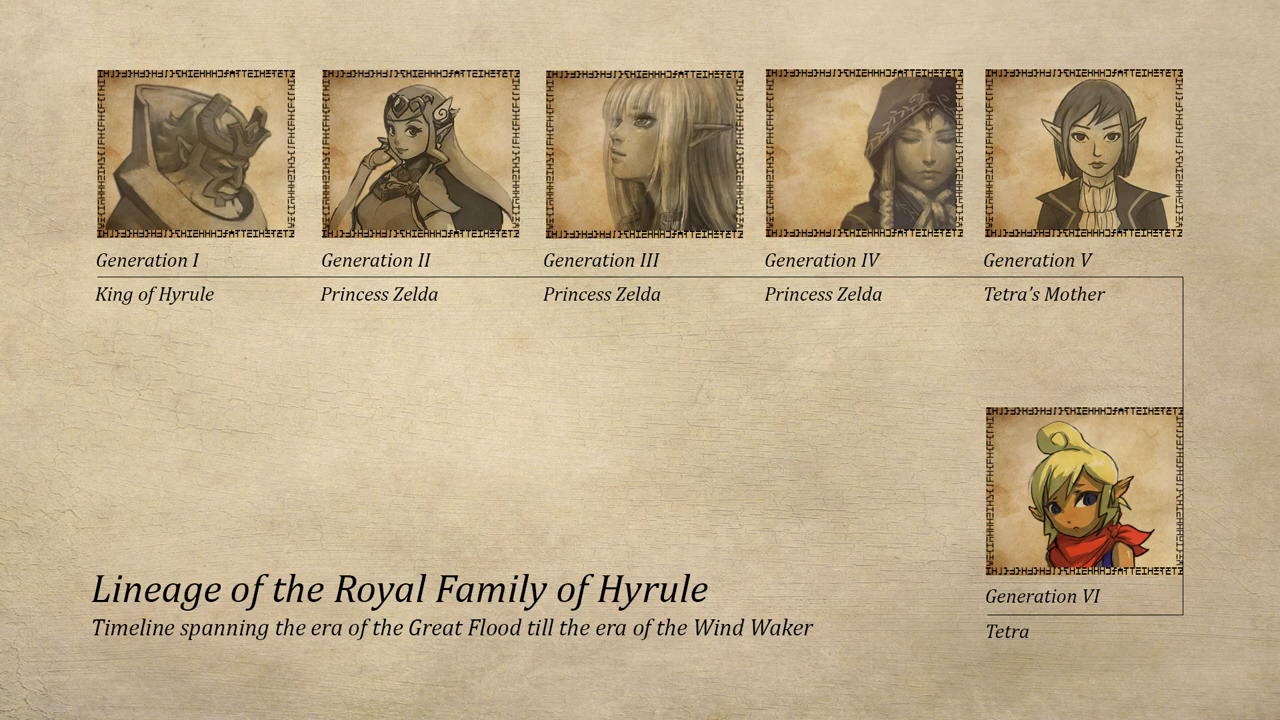 Generation I
King of Hyrule
Generation II
Princess Zelda
Generation III
Princess Zelda
Generation IV
Princess Zelda
Generation V
Tetra's Mother
Generation VI
Tetra
Lineage of the Royal Family of Hyrule
Timeline spanning the era of the Great Flood till the era of the Wind Waker